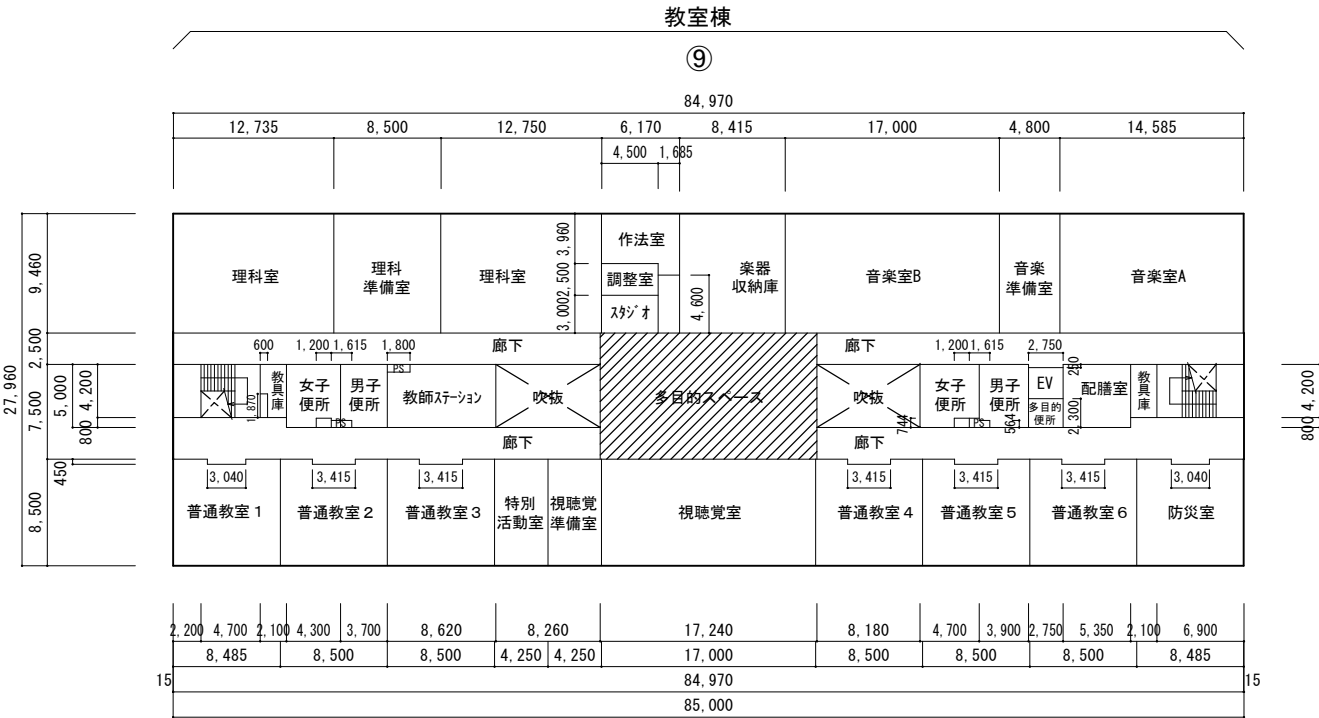 教室棟
⑨
84,970
12,735 8,500 12,750 6,170 8,415 17,000 4,800 14,585
4,500 1,685
27,960
9,460
2,500
7,500
5,000
4,200
800
450
8,500
理科室
理科
準備室
理科室
3,960
2,500
3,000
作法室
調整室
スタジオ
4,600
楽器
収納庫
音楽室B
音楽
準備室
音楽室A
廊下
廊下
600
1,200 1,615
1,800
1,200 1,615
2,750
250
教具庫
1,870
女子
便所
男子
便所
PS
PS
教師ステーション
吹抜
多目的スペース
吹抜
744
女子
便所
PS
男子
便所
564
EV
多目的
便所
2,300
配膳室
教具庫
4,200
800
廊下
廊下
3,040 3,415 3,415 3,415 3,415 3,415 3,040
普通教室1
普通教室2
普通教室3
特別
活動室
視聴覚
準備室
視聴覚室
普通教室4
普通教室5
普通教室6
防災室
2,200 4,700 2,100 4,300 3,700 8,620 8,260 17,240 8,180 4,700 3,900 2,750 5,350 2,100 6,900
8,485 8,500 8,500 4,250 4,250 17,000 8,500 8,500 8,500 8,485
15 84,970 15
85,000